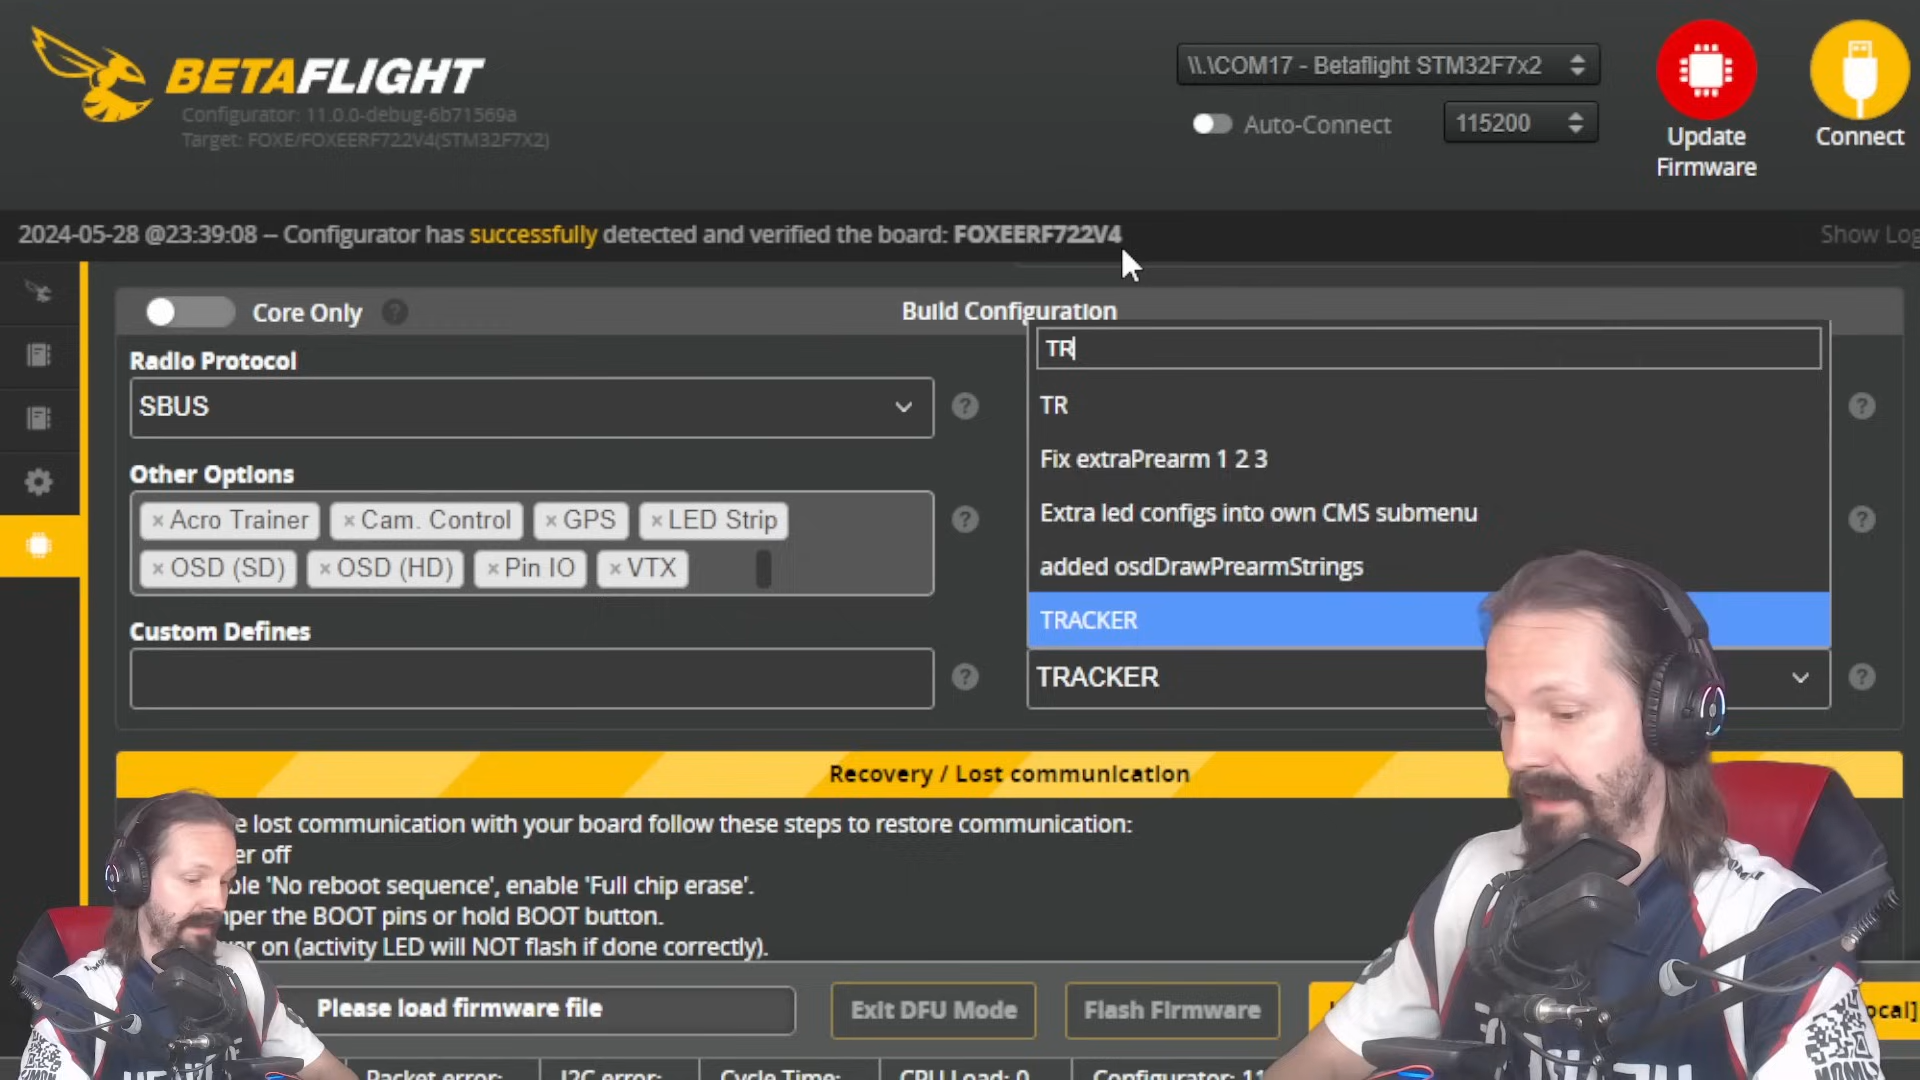 BETAFLIGHT
Configurator: 11.0.0-debug-6b71569a
Target: FOXE/FOXEERF722V4(STM32F7X2)
\\.\COM17 - Betaflight STM32F7x2
Auto-Connect
115200
Update
Firmware
Connect
2024-05-28 @23:39:08 -- Configurator has successfully detected and verified the board: FOXEERF722V4
Show Log
Core Only
Build Configuration
Radio Protocol
SBUS
Other Options
× Acro Trainer × Cam. Control × GPS × LED Strip
× OSD (SD) × OSD (HD) × Pin IO × VTX
Custom Defines
TR
TR
Fix extraPrearm 1 2 3
Extra led configs into own CMS submenu
added osdDrawPrearmStrings
TRACKER
TRACKER
Recovery / Lost communication
lost communication with your board follow these steps to restore communication:
off
'No reboot sequence', enable 'Full chip erase'.
the BOOT pins or hold BOOT button.
on (activity LED will NOT flash if done correctly).
Please load firmware file
Exit DFU Mode
Flash Firmware
Packet error:
I2C error:
Cycle Time:
CPU Load: 0
Configurator: 11